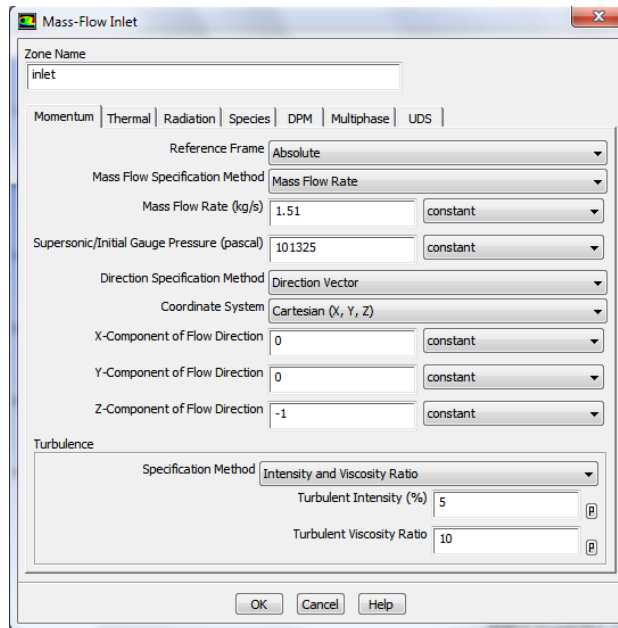 Mass-Flow Inlet
Zone Name
inlet
Momentum Thermal Radiation Species DPM Multiphase UDS
Reference Frame Absolute
Mass Flow Specification Method Mass Flow Rate
Mass Flow Rate (kg/s) 1.51 constant
Supersonic/Initial Gauge Pressure (pascal) 101325 constant
Direction Specification Method Direction Vector
Coordinate System Cartesian (X, Y, Z)
X-Component of Flow Direction 0 constant
Y-Component of Flow Direction 0 constant
Z-Component of Flow Direction -1 constant
Turbulence
Specification Method Intensity and Viscosity Ratio
Turbulent Intensity (%) 5 P
Turbulent Viscosity Ratio 10 P
OK Cancel Help